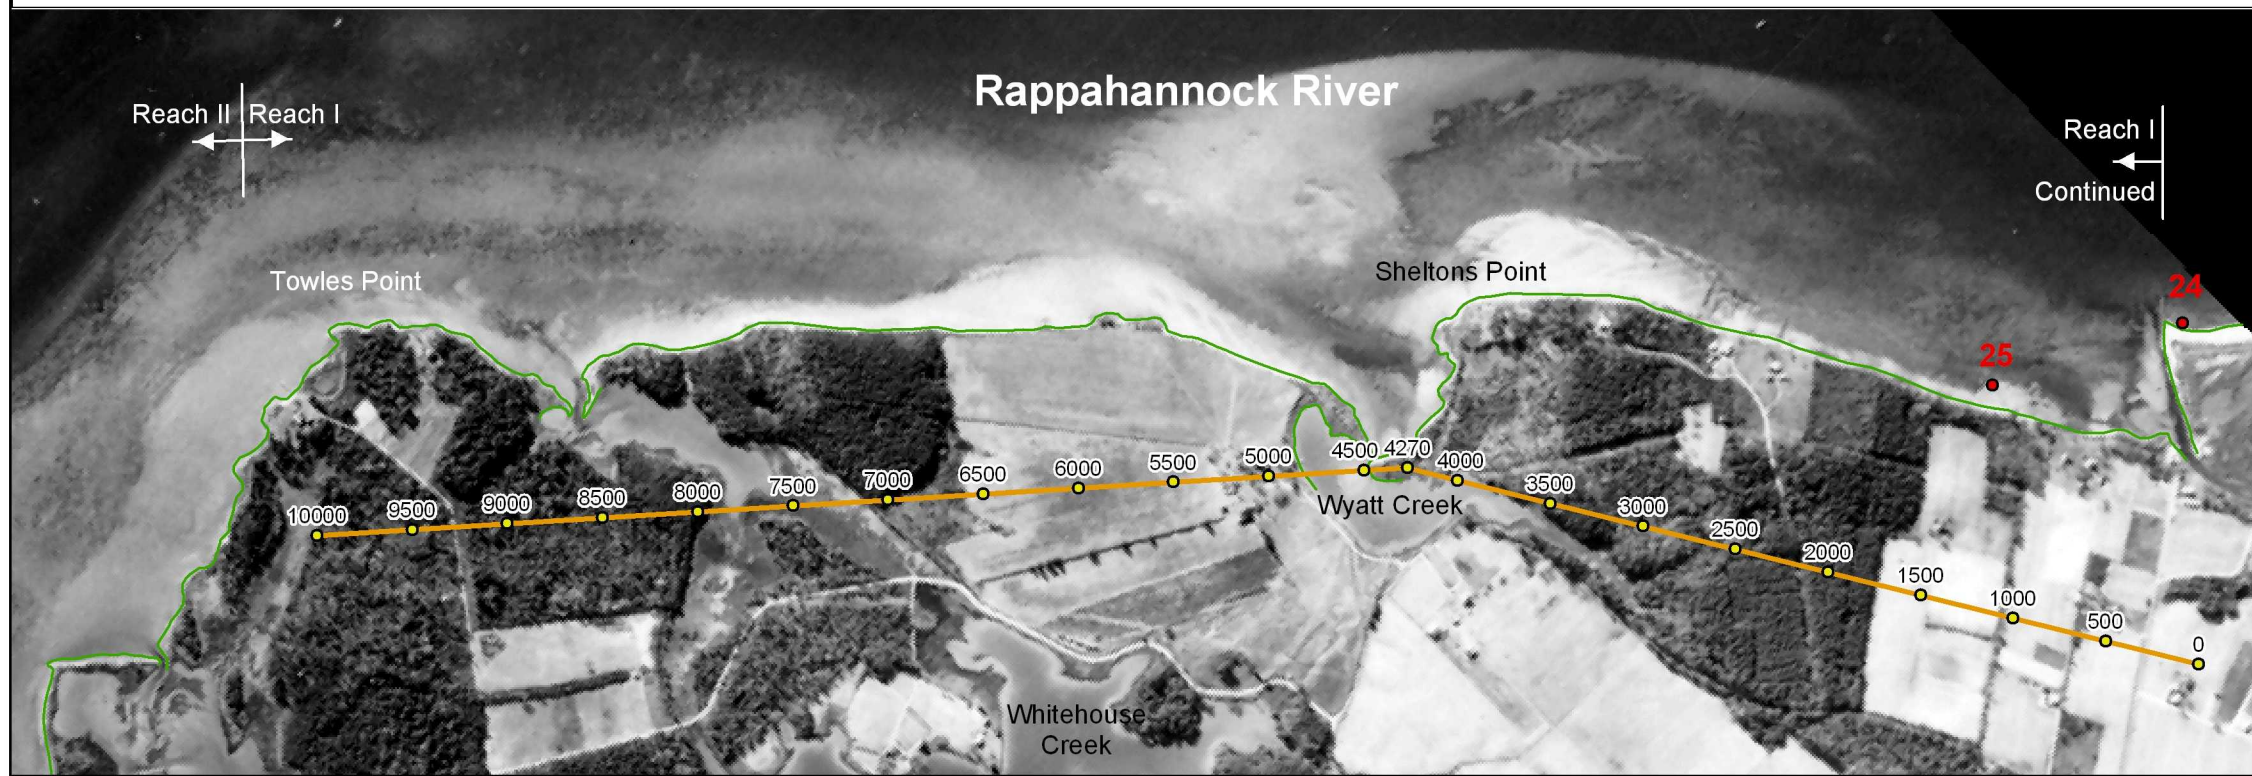 Rappahannock River
Reach II
Reach I
Reach I
Continued
Towles Point
Sheltons Point
24
25
10000
9500
9000
8500
8000
7500
7000
6500
6000
5500
5000
4500
4270
4000
3500
3000
2500
2000
1500
1000
500
0
Wyatt Creek
Whitehouse
Creek